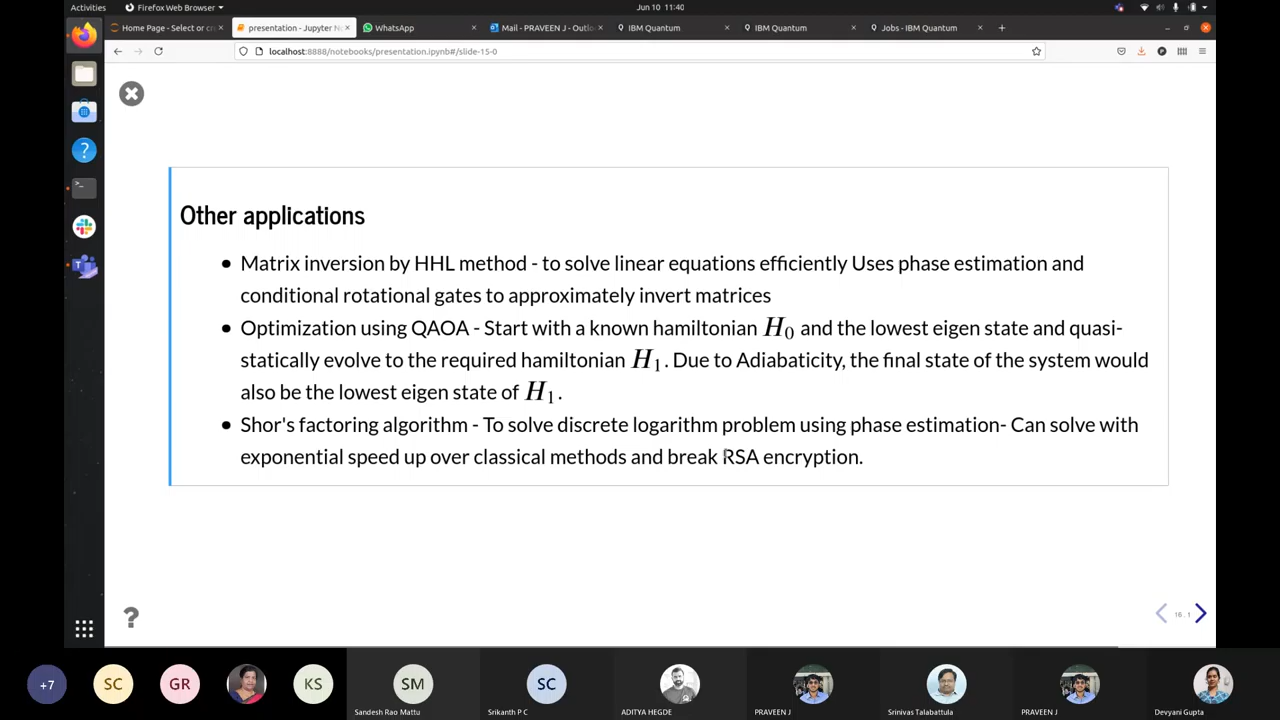 Activities
Firefox Web Browser
Jun 10 11:40
Home Page - Select or cr
presentation - Jupyter N
WhatsApp
Mail - PRAVEEN J - Outlo
IBM Quantum
IBM Quantum
Jobs - IBM Quantum
localhost:8888/notebooks/presentation.ipynb#/slide-15-0
Other applications
Matrix inversion by HHL method - to solve linear equations efficiently Uses phase estimation and
conditional rotational gates to approximately invert matrices
Optimization using QAOA - Start with a known hamiltonian H0 and the lowest eigen state and quasi-
statically evolve to the required hamiltonian H1. Due to Adiabaticity, the final state of the system would
also be the lowest eigen state of H1.
Shor's factoring algorithm - To solve discrete logarithm problem using phase estimation- Can solve with
exponential speed up over classical methods and break RSA encryption.
16.1
+7
SC
GR
KS
SM
SC
Sandesh Rao Mattu
Srikanth P C
ADITYA HEGDE
PRAVEEN J
Srinivas Talabattula
PRAVEEN J
Devyani Gupta